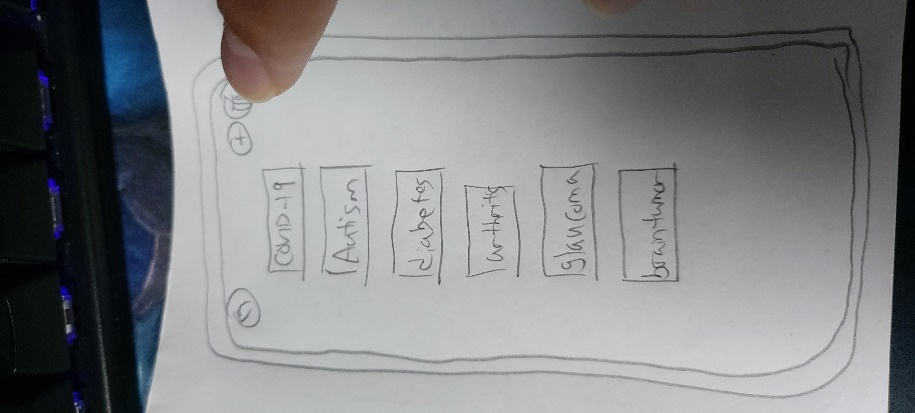 +
COVID-19
Autism
diabetes
arthritis
glaucoma
brain tumor